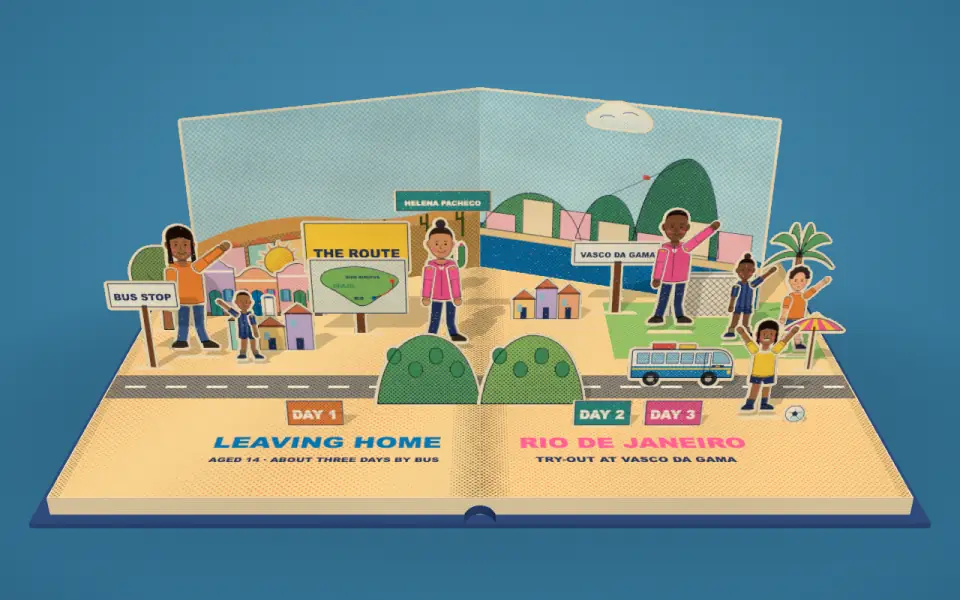 HELENA PACHECO
THE ROUTE
VASCO DA GAMA
BUS STOP
DAY 1
DAY 2
DAY 3
LEAVING HOME
AGED 14 · ABOUT THREE DAYS BY BUS
RIO DE JANEIRO
TRY-OUT AT VASCO DA GAMA